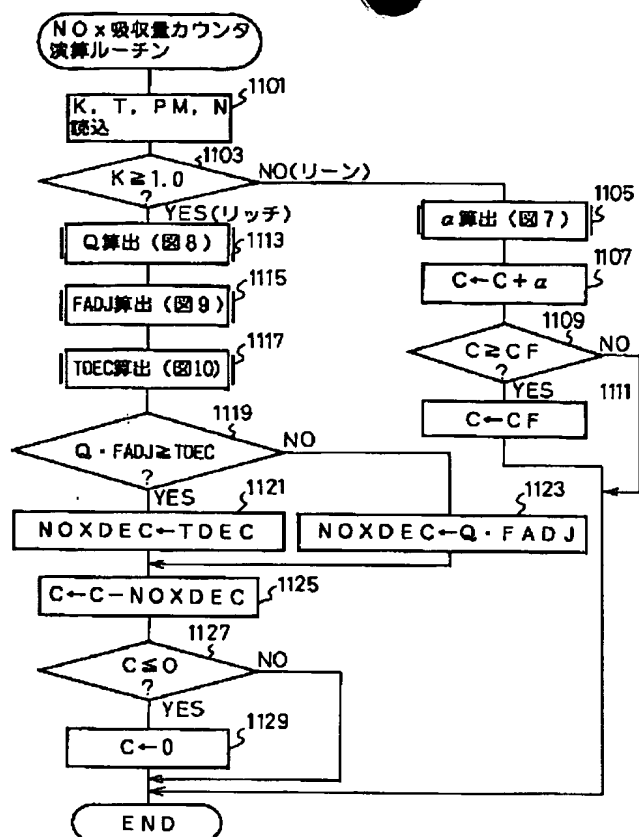 NOx吸収量カウンタ
演算ルーチン
1101
K, T, PM, N
読込
1103
K≧1.0
?
NO(リーン)
YES(リッチ)
1105
α算出(図7)
Q算出(図8)
1113
1107
C←C+α
1115
FADJ算出(図9)
1109
C≧CF
?
NO
YES
1117
TDEC算出(図10)
1111
C←CF
1119
Q・FADJ≧TDEC
?
NO
YES
1121
NOXDEC←TDEC
1123
NOXDEC←Q・FADJ
1125
C←C−NOXDEC
1127
C≦0
?
NO
YES
1129
C←0
END